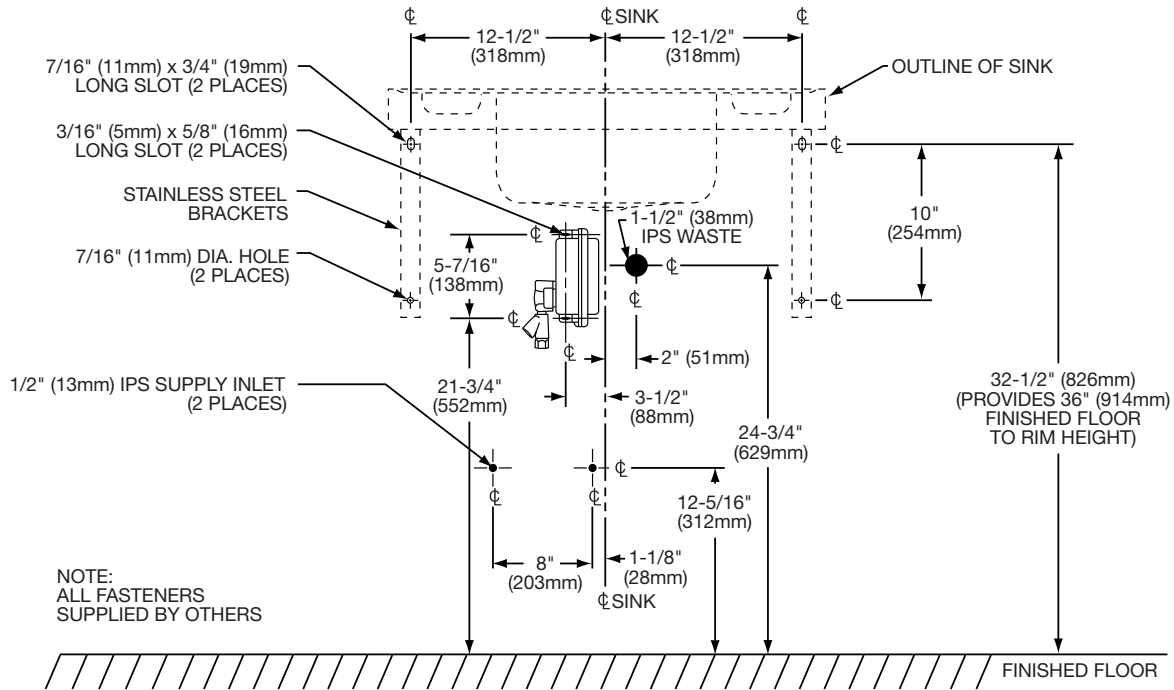 ℄
℄ SINK
℄
12-1/2"
(318mm)
12-1/2"
(318mm)
7/16" (11mm) x 3/4" (19mm)
LONG SLOT (2 PLACES)
OUTLINE OF SINK
3/16" (5mm) x 5/8" (16mm)
LONG SLOT (2 PLACES)
℄
STAINLESS STEEL
BRACKETS
10"
(254mm)
1-1/2" (38mm)
IPS WASTE
℄
7/16" (11mm) DIA. HOLE
(2 PLACES)
5-7/16"
(138mm)
℄
℄
℄
℄
℄
2" (51mm)
1/2" (13mm) IPS SUPPLY INLET
(2 PLACES)
21-3/4"
(552mm)
3-1/2"
(88mm)
32-1/2" (826mm)
(PROVIDES 36" (914mm)
FINISHED FLOOR
TO RIM HEIGHT)
24-3/4"
(629mm)
℄
℄
℄
12-5/16"
(312mm)
8"
(203mm)
1-1/8"
(28mm)
℄ SINK
NOTE:
ALL FASTENERS
SUPPLIED BY OTHERS
FINISHED FLOOR